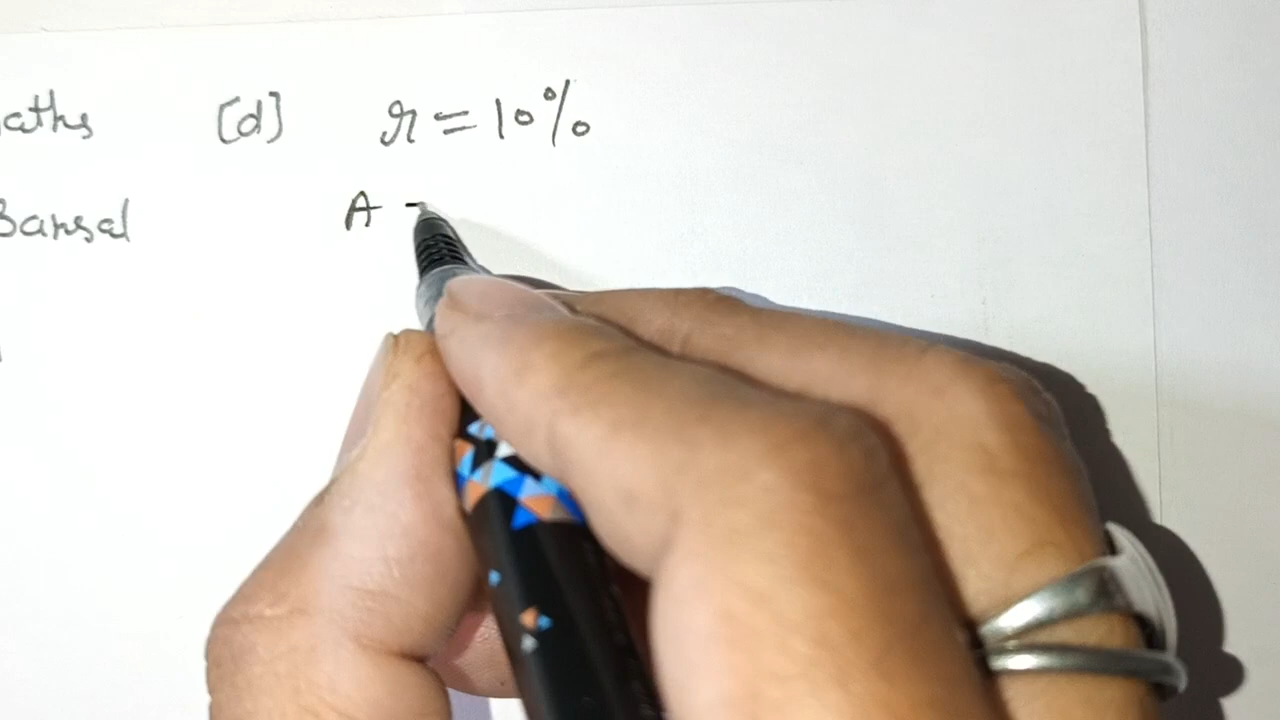 aths [d] r = 10%
Bansal A -